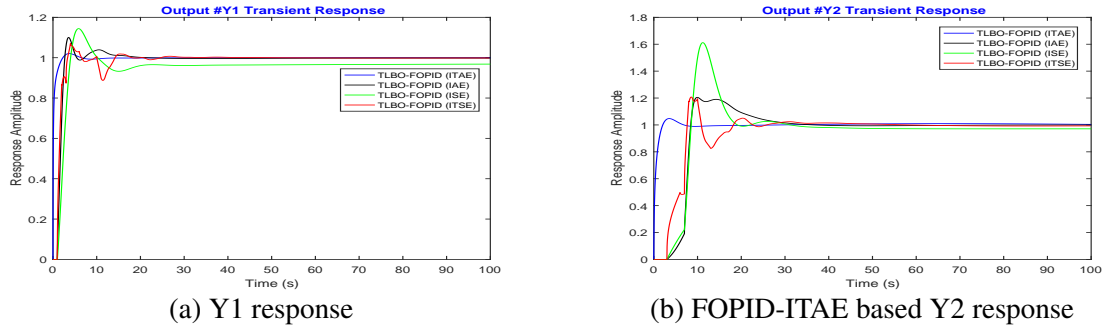 Output #Y1 Transient Response
Response Amplitude
1.2
1
0.8
0.6
0.4
0.2
0
TLBO-FOPID (ITAE)
TLBO-FOPID (IAE)
TLBO-FOPID (ISE)
TLBO-FOPID (ITSE)
0 10 20 30 40 50 60 70 80 90 100
Time (s)
(a) Y1 response
Output #Y2 Transient Response
Response Amplitude
1.8
1.6
1.4
1.2
1
0.8
0.6
0.4
0.2
0
TLBO-FOPID (ITAE)
TLBO-FOPID (IAE)
TLBO-FOPID (ISE)
TLBO-FOPID (ITSE)
0 10 20 30 40 50 60 70 80 90 100
Time (s)
(b) FOPID-ITAE based Y2 response